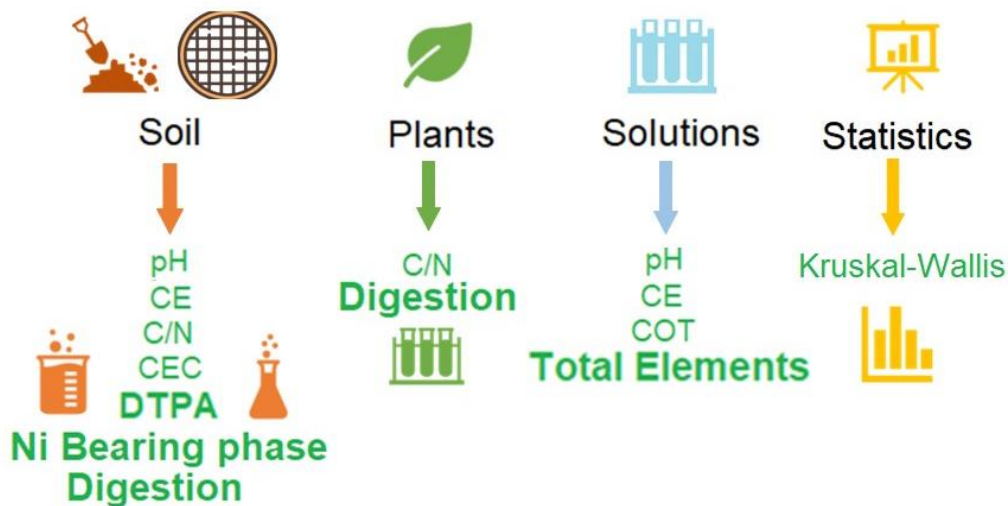 Soil
pH
CE
C/N
CEC
DTPA
Ni Bearing phase
Digestion
Plants
C/N
Digestion
Solutions
pH
CE
COT
Total Elements
Statistics
Kruskal-Wallis